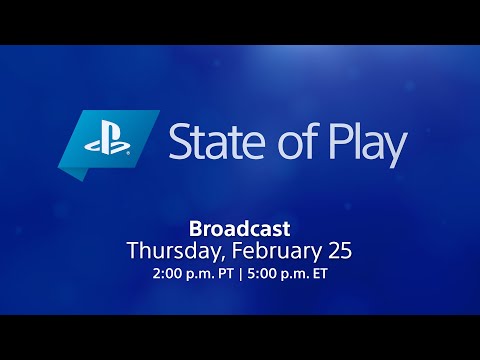 State of Play
Broadcast
Thursday, February 25
2:00 p.m. PT | 5:00 p.m. ET